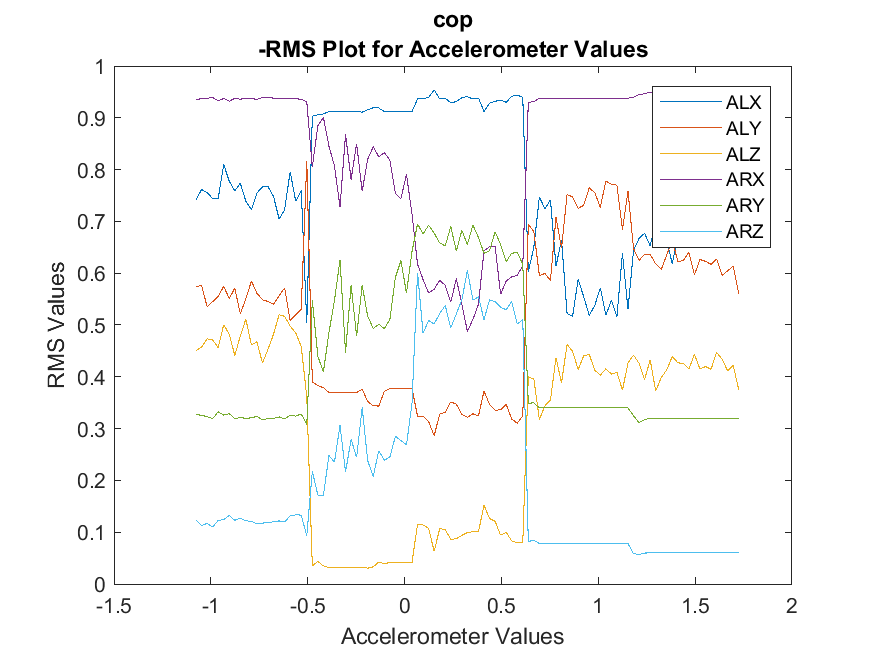 cop
-RMS Plot for Accelerometer Values
1
0.9
0.8
0.7
0.6
0.5
0.4
0.3
0.2
0.1
0
RMS Values
ALX
ALY
ALZ
ARX
ARY
ARZ
-1.5 -1 -0.5 0 0.5 1 1.5 2
Accelerometer Values